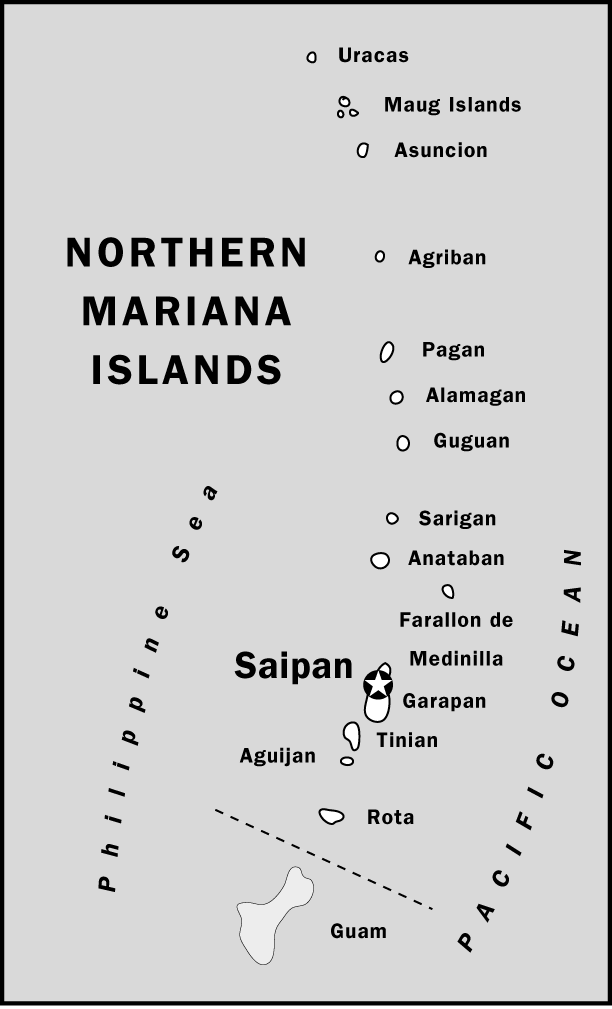 Uracas
Maug Islands
Asuncion
NORTHERN
MARIANA
ISLANDS
Agriban
Pagan
Alamagan
Guguan
Philippine Sea
Sarigan
Anataban
Farallon de
Medinilla
Saipan
Garapan
Tinian
Aguijan
Rota
PACIFIC OCEAN
Guam